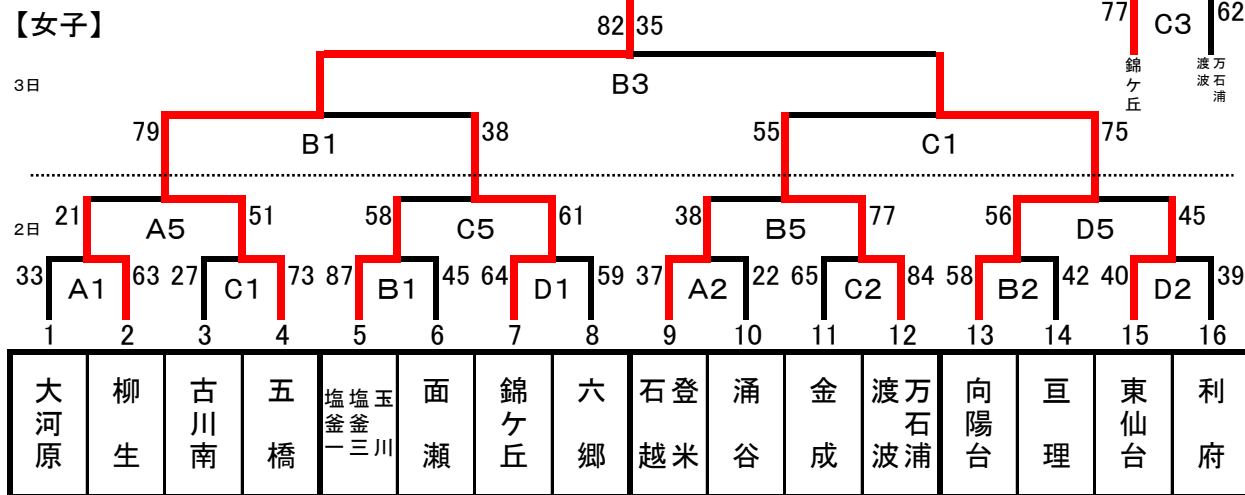 【女子】
82 35
77 C3 62
錦ケ丘
渡波 万石浦
3日
B3
79 B1 38 55 C1 75
2日
21 A5 51 58 C5 61 38 B5 77 56 D5 45
33 A1 63 27 C1 73 87 B1 45 64 D1 59 37 A2 22 65 C2 84 58 B2 42 40 D2 39
1 2 3 4 5 6 7 8 9 10 11 12 13 14 15 16
大河原
柳生
古川南
五橋
塩釜一 塩釜三 玉川
面瀬
錦ケ丘
六郷
石越 登米
涌谷
金成
渡波 万石浦
向陽台
亘理
東仙台
利府